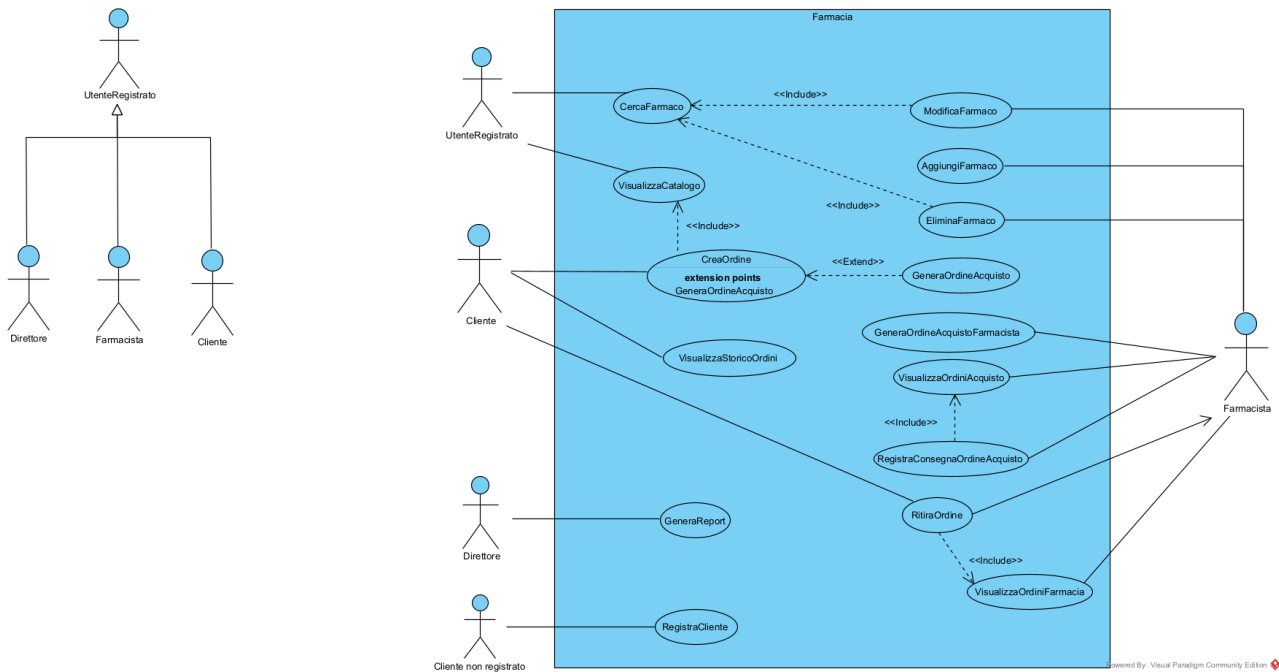 UtenteRegistrato
Direttore
Farmacista
Cliente
Farmacia
UtenteRegistrato
Cliente
Direttore
Cliente non registrato
CercaFarmaco
<<Include>>
ModificaFarmaco
AggiungiFarmaco
VisualizzaCatalogo
<<Include>>
EliminaFarmaco
<<Include>>
CreaOrdine
extension points
GeneraOrdineAcquisto
<<Extend>>
GeneraOrdineAcquisto
GeneraOrdineAcquistoFarmacista
VisualizzaStoricoOrdini
VisualizzaOrdiniAcquisto
Farmacista
<<Include>>
RegistraConsegnaOrdineAcquisto
RitiraOrdine
GeneraReport
<<Include>>
VisualizzaOrdiniFarmacia
RegistraCliente
Powered By: Visual Paradigm Community Edition